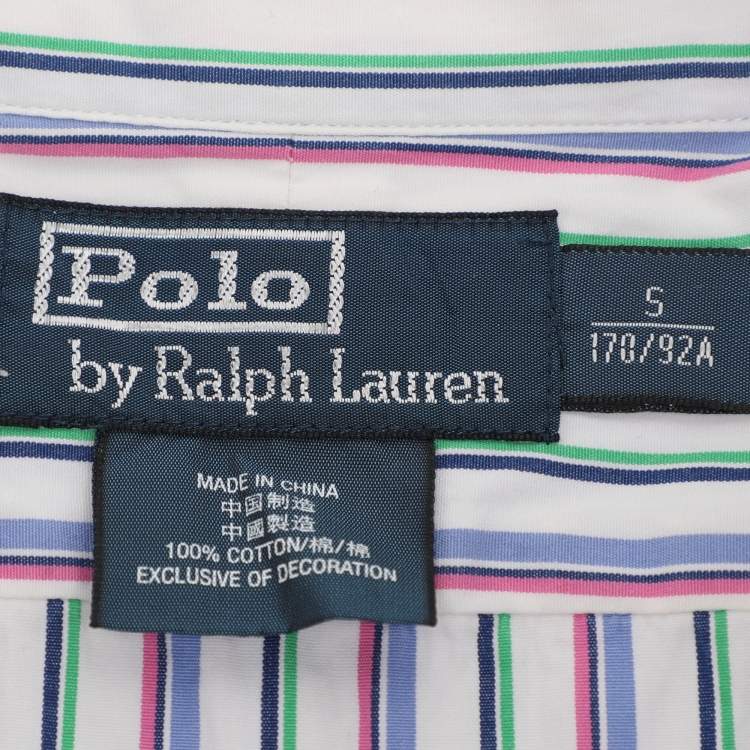 Polo
by Ralph Lauren
S
170/92A
MADE IN CHINA
中国制造
中國製造
100% COTTON/棉/棉
EXCLUSIVE OF DECORATION